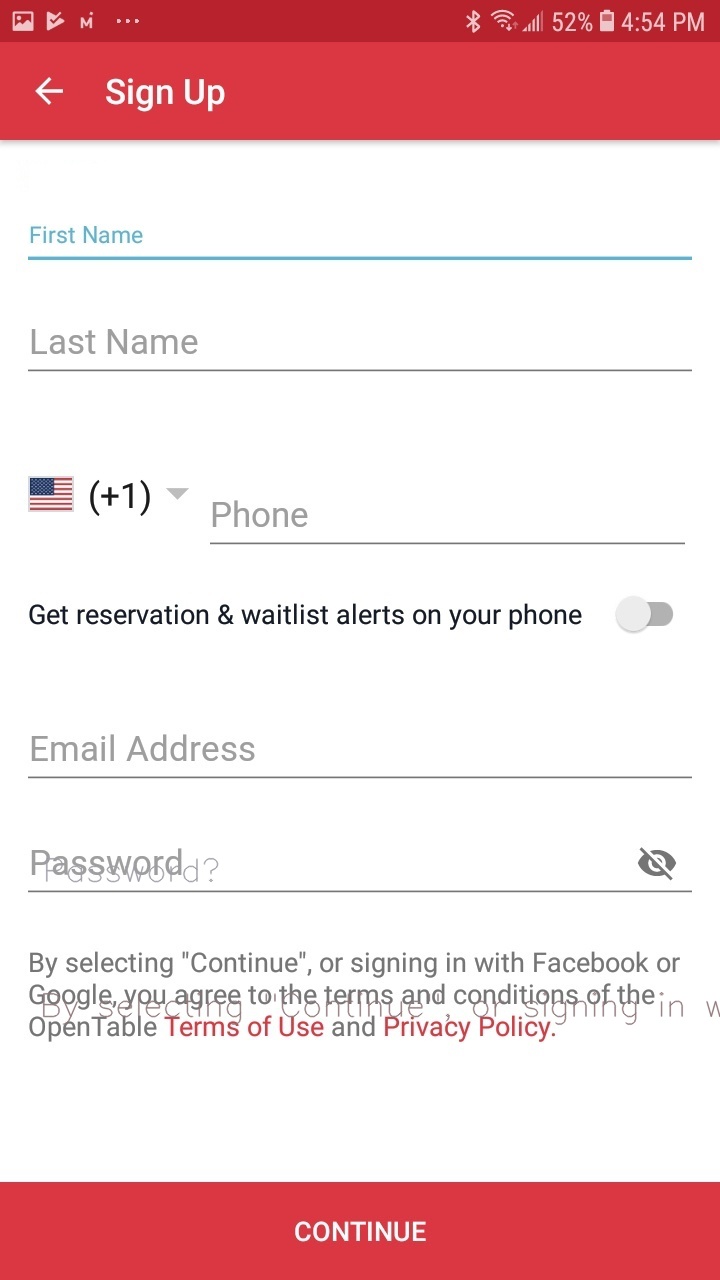 52% 4:54 PM
Sign Up
First Name
Last Name
(+1)
Phone
Get reservation & waitlist alerts on your phone
Email Address
Password
Password?
By selecting "Continue", or signing in with Facebook or
Google, you agree to the terms and conditions of the
By selecting "Continue", or signing in w
OpenTable Terms of Use and Privacy Policy.
CONTINUE